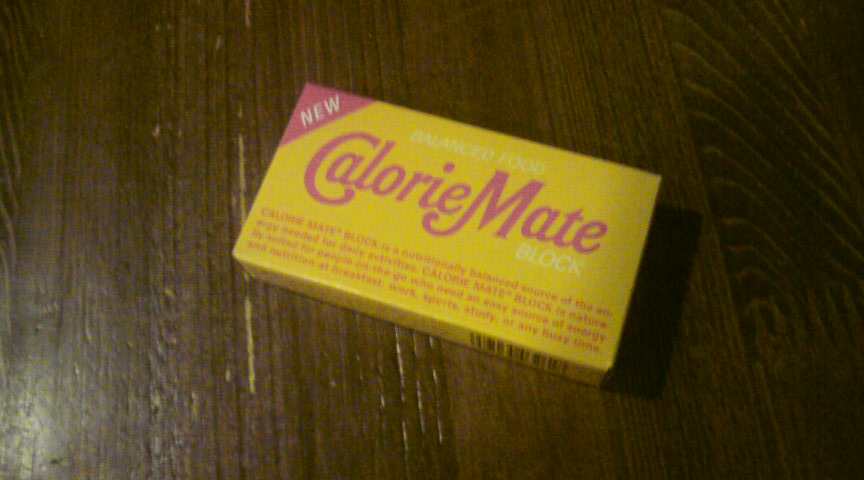 NEW
BALANCED FOOD
CalorieMate
BLOCK
CALORIE MATE® BLOCK is a nutritionally balanced source of the en-
ergy needed for daily activities. CALORIE MATE® BLOCK is natural-
ly suited for people on-the-go who need an easy source of energy
and nutrition at breakfast, work, sports, study, or any busy time.